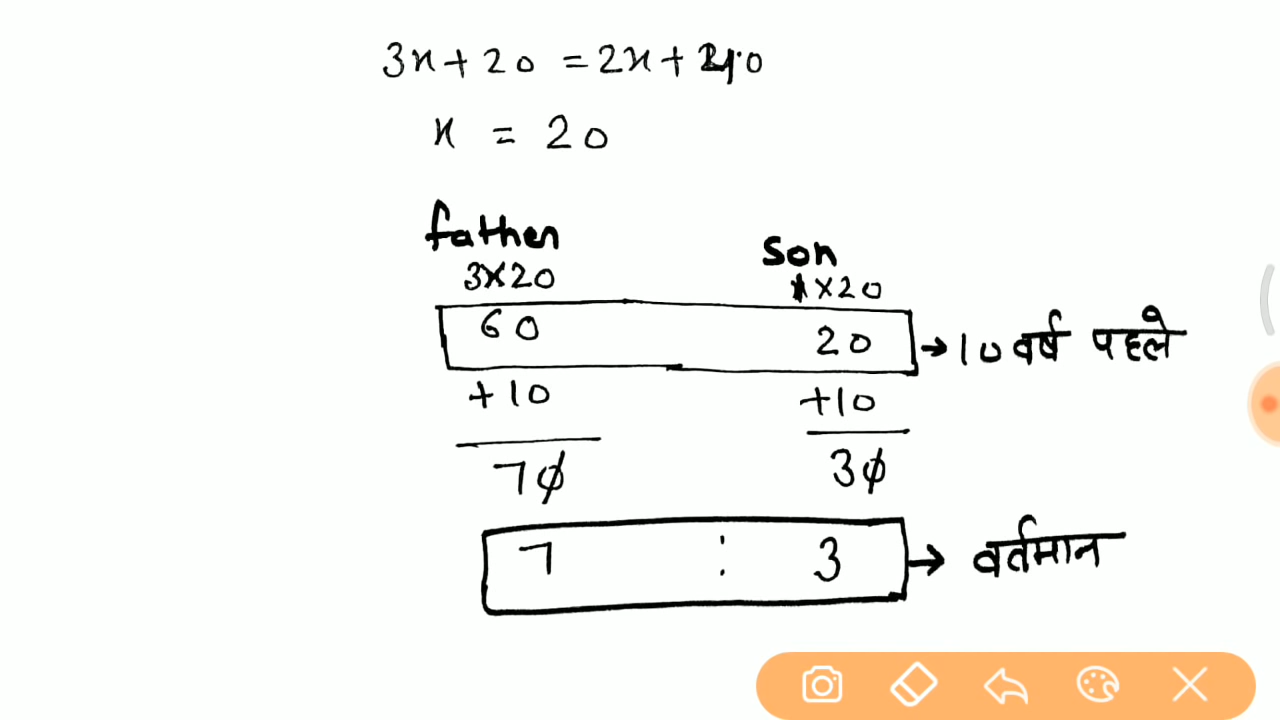 3x + 20 = 2x + 40
x = 20
father son
3×20 1×20
60 20 → 10 वर्ष पहले
+10 +10
70 30
7 : 3 → वर्तमान